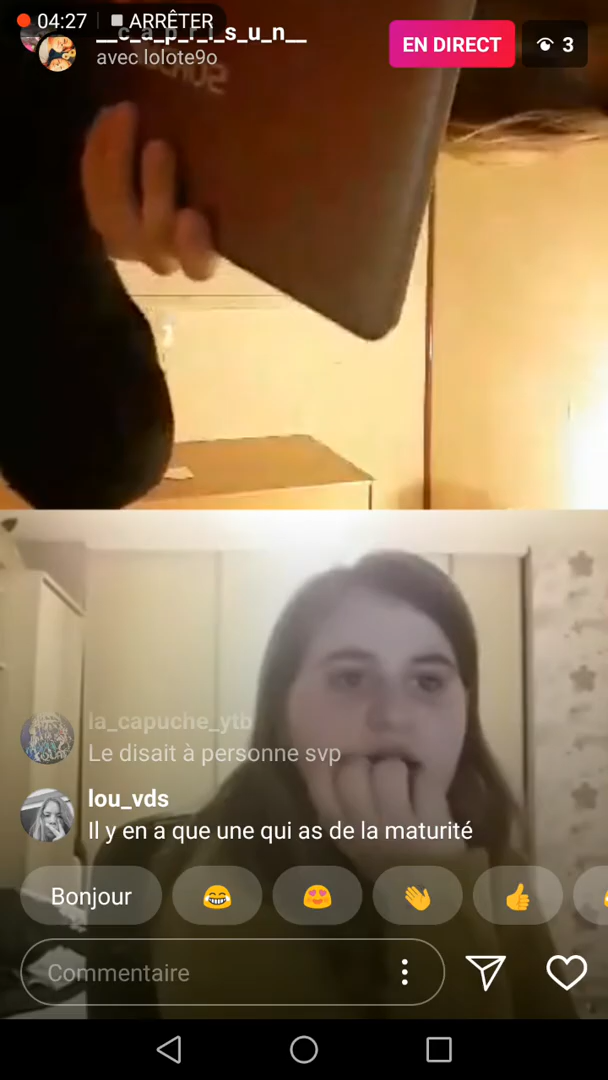 04:27 ARRÊTER
__c_a_p_r_i_s_u_n__
avec lolote9o
EN DIRECT
3
la_capuche_ytb
Le disait à personne svp
lou_vds
Il y en a que une qui as de la maturité
Bonjour
Commentaire